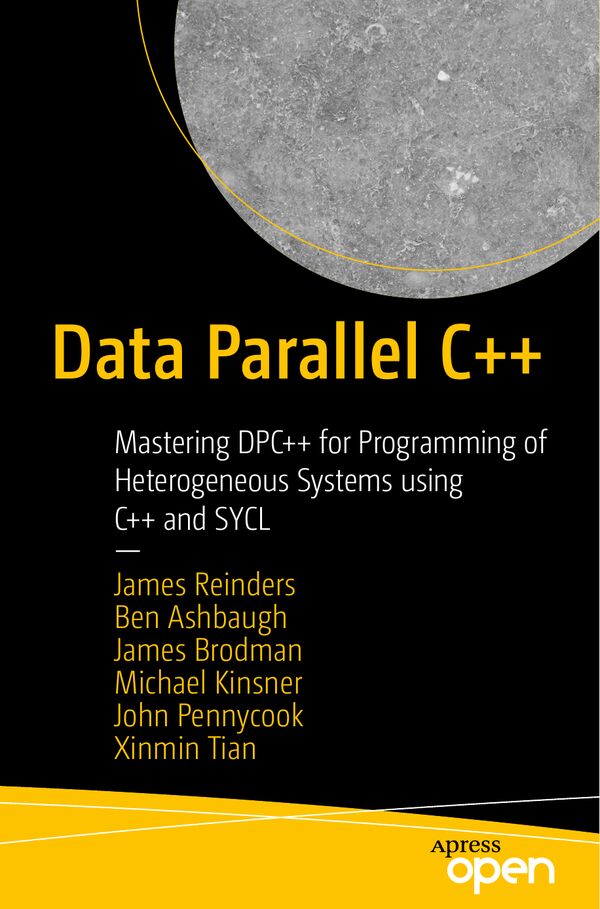 Data Parallel C++
Mastering DPC++ for Programming of
Heterogeneous Systems using
C++ and SYCL
—
James Reinders
Ben Ashbaugh
James Brodman
Michael Kinsner
John Pennycook
Xinmin Tian
Apress
open